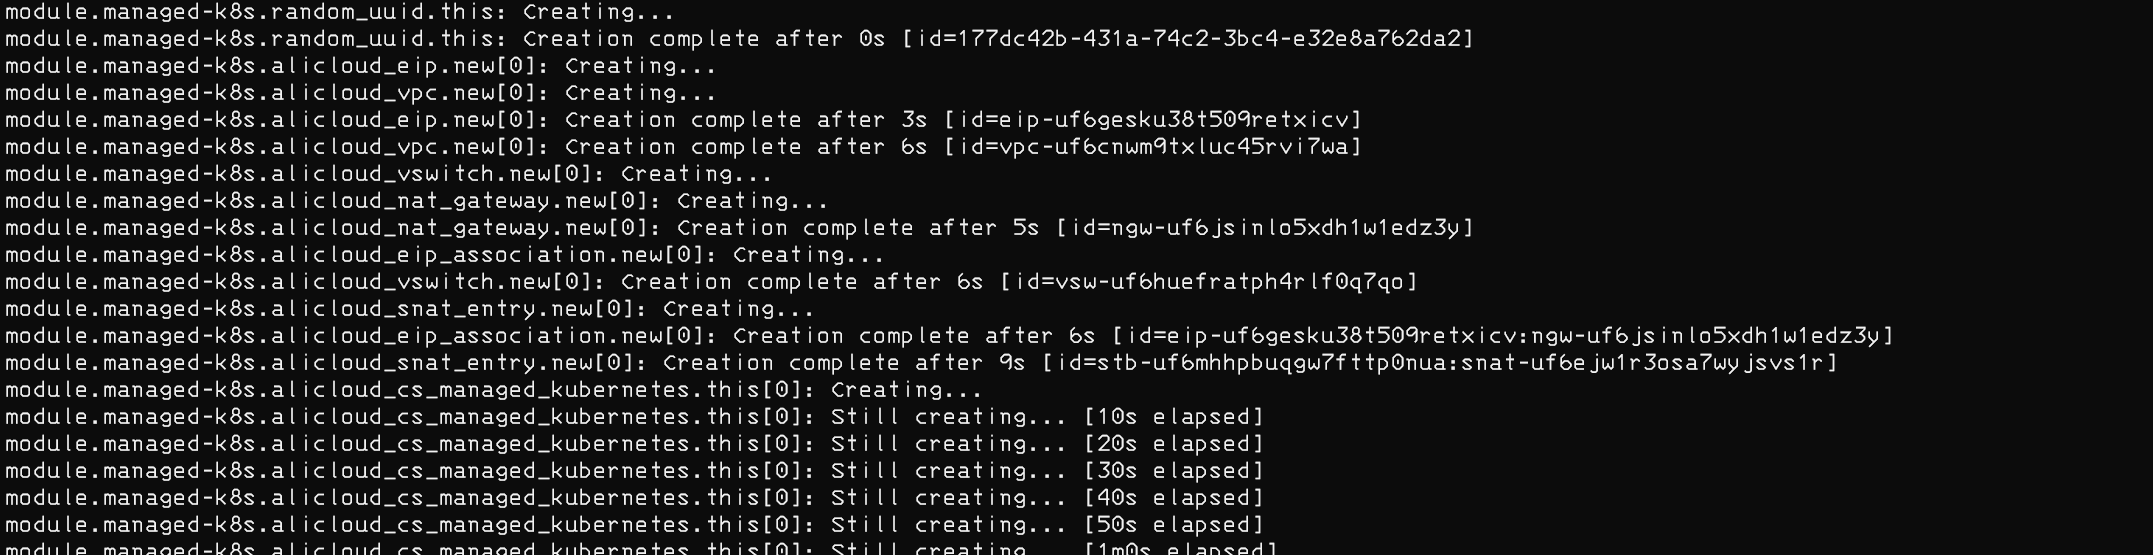 module.managed-k8s.random_uuid.this: Creating...
module.managed-k8s.random_uuid.this: Creation complete after 0s [id=177dc42b-431a-74c2-3bc4-e32e8a762da2]
module.managed-k8s.alicloud_eip.new[0]: Creating...
module.managed-k8s.alicloud_vpc.new[0]: Creating...
module.managed-k8s.alicloud_eip.new[0]: Creation complete after 3s [id=eip-uf6gesku38t509retxicv]
module.managed-k8s.alicloud_vpc.new[0]: Creation complete after 6s [id=vpc-uf6cnwm9txluc45rvi7wa]
module.managed-k8s.alicloud_vswitch.new[0]: Creating...
module.managed-k8s.alicloud_nat_gateway.new[0]: Creating...
module.managed-k8s.alicloud_nat_gateway.new[0]: Creation complete after 5s [id=ngw-uf6jsinlo5xdh1w1edz3y]
module.managed-k8s.alicloud_eip_association.new[0]: Creating...
module.managed-k8s.alicloud_vswitch.new[0]: Creation complete after 6s [id=vsw-uf6huefratph4rlf0q7qo]
module.managed-k8s.alicloud_snat_entry.new[0]: Creating...
module.managed-k8s.alicloud_eip_association.new[0]: Creation complete after 6s [id=eip-uf6gesku38t509retxicv:ngw-uf6jsinlo5xdh1w1edz3y]
module.managed-k8s.alicloud_snat_entry.new[0]: Creation complete after 9s [id=stb-uf6mhhpbuqgw7fttp0nua:snat-uf6ejw1r3osa7wyjsvs1r]
module.managed-k8s.alicloud_cs_managed_kubernetes.this[0]: Creating...
module.managed-k8s.alicloud_cs_managed_kubernetes.this[0]: Still creating... [10s elapsed]
module.managed-k8s.alicloud_cs_managed_kubernetes.this[0]: Still creating... [20s elapsed]
module.managed-k8s.alicloud_cs_managed_kubernetes.this[0]: Still creating... [30s elapsed]
module.managed-k8s.alicloud_cs_managed_kubernetes.this[0]: Still creating... [40s elapsed]
module.managed-k8s.alicloud_cs_managed_kubernetes.this[0]: Still creating... [50s elapsed]
module.managed-k8s.alicloud_cs_managed_kubernetes.this[0]: Still creating... [1m0s elapsed]